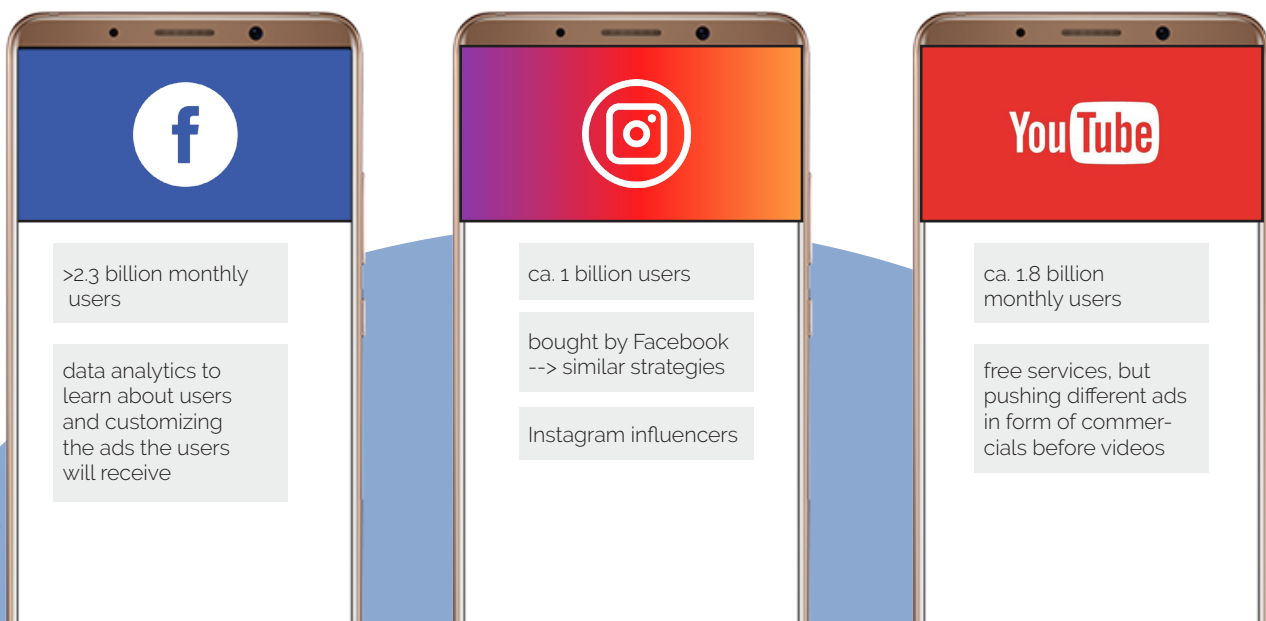 f
YouTube
>2.3 billion monthly
users
data analytics to
learn about users
and customizing
the ads the users
will receive
ca. 1 billion users
bought by Facebook
--> similar strategies
Instagram influencers
ca. 1.8 billion
monthly users
free services, but
pushing different ads
in form of commer-
cials before videos